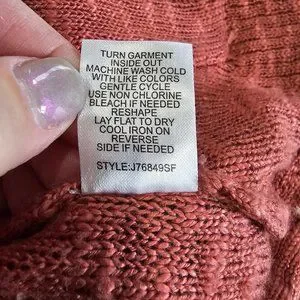 TURN GARMENT
INSIDE OUT
MACHINE WASH COLD
WITH LIKE COLORS
GENTLE CYCLE
USE NON CHLORINE
BLEACH IF NEEDED
RESHAPE
LAY FLAT TO DRY
COOL IRON ON
REVERSE
SIDE IF NEEDED
STYLE:J76849SF